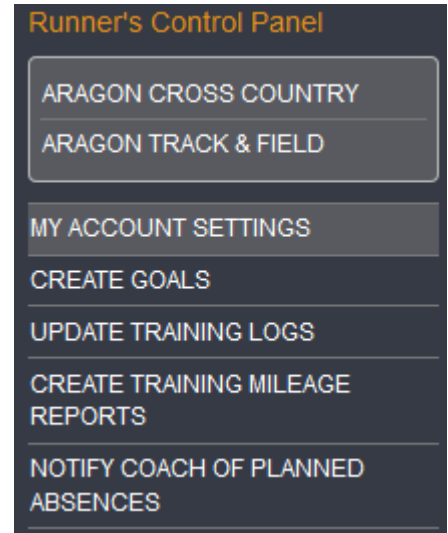 Runner's Control Panel
ARAGON CROSS COUNTRY
ARAGON TRACK & FIELD
MY ACCOUNT SETTINGS
CREATE GOALS
UPDATE TRAINING LOGS
CREATE TRAINING MILEAGE
REPORTS
NOTIFY COACH OF PLANNED
ABSENCES